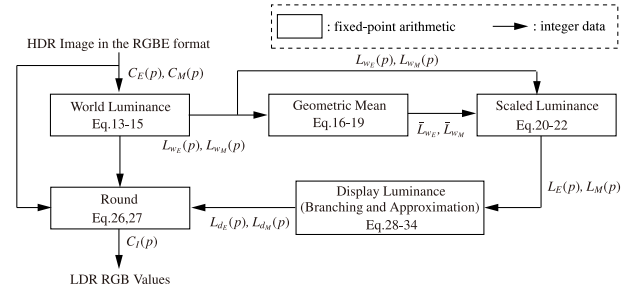 : fixed-point arithmetic
: integer data
HDR Image in the RGBE format
C_E(p), C_M(p)
L_{w_E}(p), L_{w_M}(p)
World Luminance
Eq.13-15
Geometric Mean
Eq.16-19
Scaled Luminance
Eq.20-22
L_{w_E}(p), L_{w_M}(p)
L̄_{w_E}, L̄_{w_M}
Round
Eq.26,27
Display Luminance
(Branching and Approximation)
Eq.28-34
L_E(p), L_M(p)
L_{d_E}(p), L_{d_M}(p)
C_I(p)
LDR RGB Values